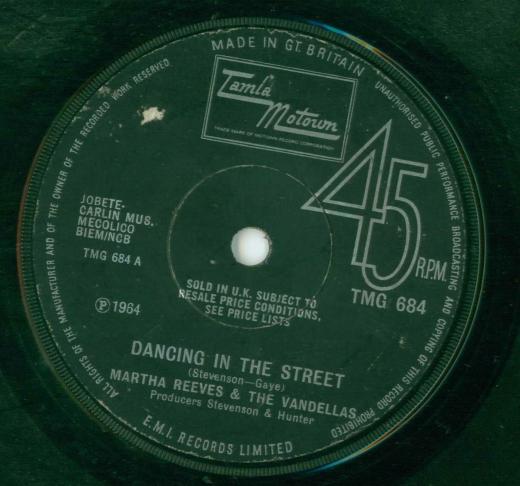 MADE IN GT. BRITAIN
Tamla
Motown
TRADE MARK OF MOTOWN RECORD CORPORATION
45
R.P.M.
TMG 684
JOBETE-
CARLIN MUS.
MECOLICO
BIEM/NCB
TMG 684 A
℗ 1964
SOLD IN U.K. SUBJECT TO
RESALE PRICE CONDITIONS,
SEE PRICE LISTS
DANCING IN THE STREET
(Stevenson—Gaye)
MARTHA REEVES & THE VANDELLAS
Producers Stevenson & Hunter
E.M.I. RECORDS LIMITED
ALL RIGHTS OF THE MANUFACTURER AND OF THE OWNER OF THE RECORDED WORK RESERVED
UNAUTHORISED PUBLIC PERFORMANCE BROADCASTING AND COPYING OF THIS RECORD PROHIBITED